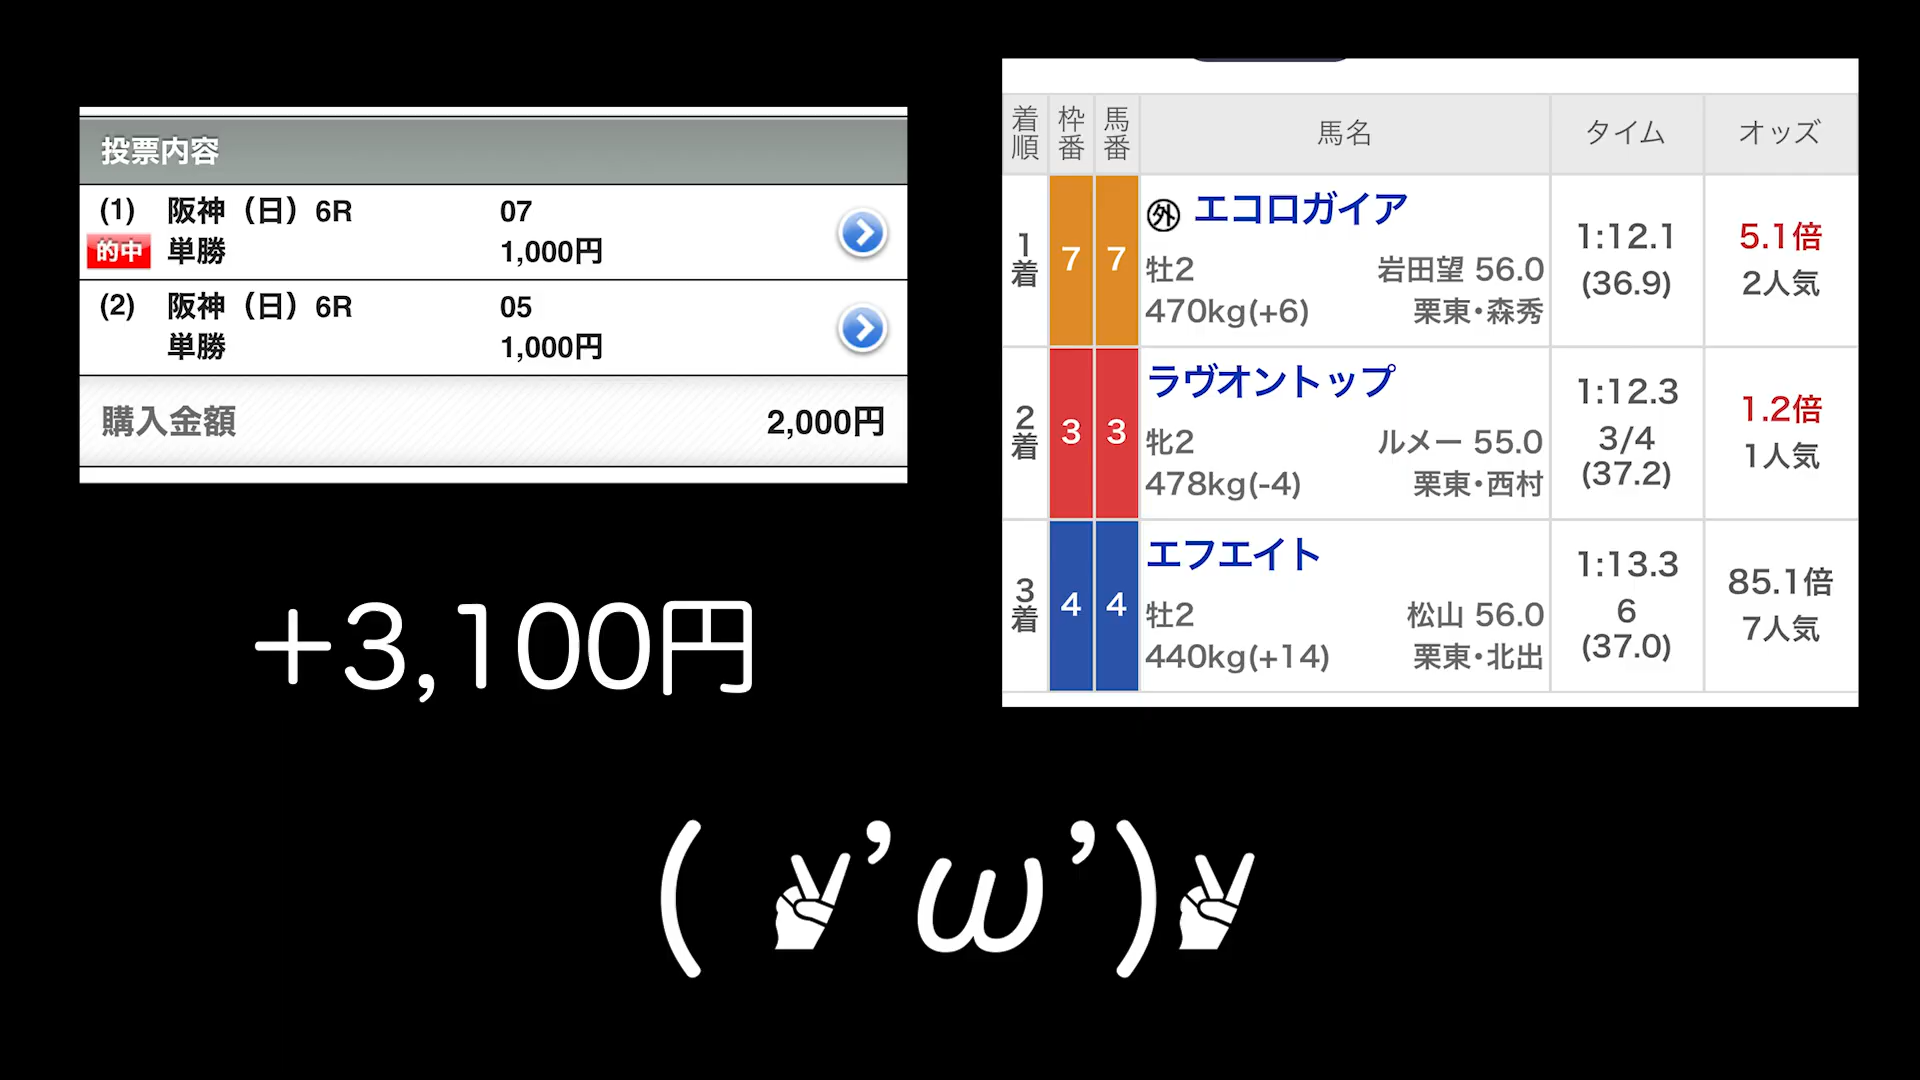 投票内容
(1) 阪神（日）6R 07
的中 単勝 1,000円
(2) 阪神（日）6R 05
単勝 1,000円
購入金額 2,000円
+3,100円
着順 枠番 馬番 馬名 タイム オッズ
1着 7 7 外 エコロガイア 1:12.1 5.1倍
牡2 岩田望 56.0 (36.9) 2人気
470kg(+6) 栗東・森秀
2着 3 3 ラヴオントップ 1:12.3 1.2倍
牝2 ルメー 55.0 3/4 1人気
478kg(-4) 栗東・西村 (37.2)
3着 4 4 エフエイト 1:13.3 85.1倍
牡2 松山 56.0 6 7人気
440kg(+14) 栗東・北出 (37.0)
( ✌'ω')✌